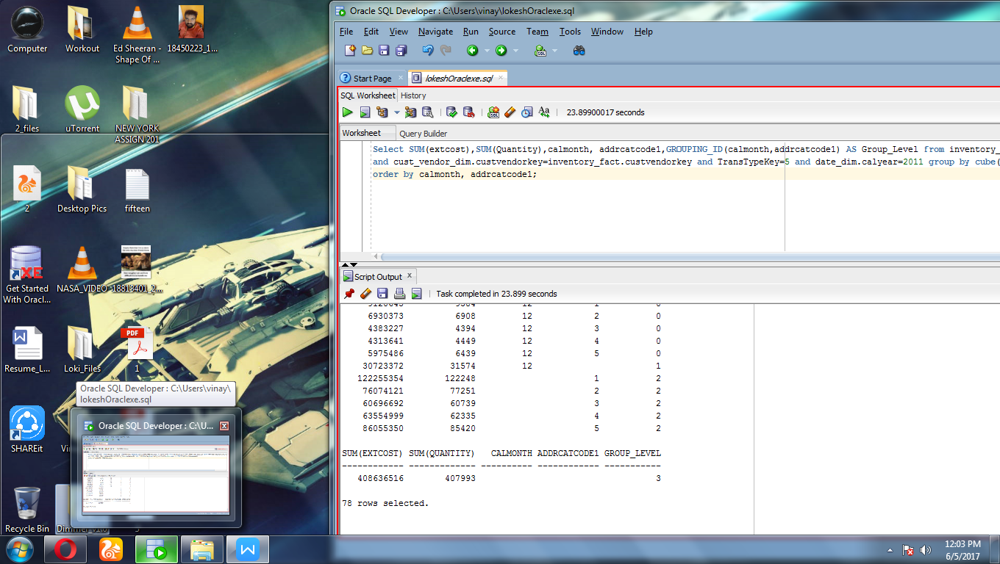 Computer
Workout
Ed Sheeran -
Shape Of ...
18450223_1...
2_files
uTorrent
NEW YORK
ASSIGN 201
2
Desktop Pics
fifteen
XE
Get Started
With Oracl...
NASA_VIDEO
18813401_2...
W
PDF
Resume_L...
Loki_Files
1
Oracle SQL Developer : C:\Users\vinay\
lokeshOraclexe.sql
Oracle SQL Developer : C:\U...
SHAREit
Recycle Bin
Oracle SQL Developer : C:\Users\vinay\lokeshOraclexe.sql
File Edit View Navigate Run Source Team Tools Window Help
Start Page
lokeshOraclexe.sql
SQL Worksheet History
23.89900017 seconds
Worksheet Query Builder
Select SUM(extcost),SUM(Quantity),calmonth, addrcatcode1,GROUPING_ID(calmonth,addrcatcode1) AS Group_Level from inventory_
and cust_vendor_dim.custvendorkey=inventory_fact.custvendorkey and TransTypeKey=5 and date_dim.calyear=2011 group by cube(
order by calmonth, addrcatcode1;
Script Output
Task completed in 23.899 seconds
6930373 6908 12 2 0
4383227 4394 12 3 0
4313641 4449 12 4 0
5975486 6439 12 5 0
30723372 31574 12 1
122255354 122248 1 2
76074121 77251 2 2
60696692 60739 3 2
63554999 62335 4 2
86055350 85420 5 2
SUM(EXTCOST) SUM(QUANTITY) CALMONTH ADDRCATCODE1 GROUP_LEVEL
------------ ------------- ---------- ------------ -----------
408636516 407993 3
78 rows selected.
12:03 PM
6/5/2017